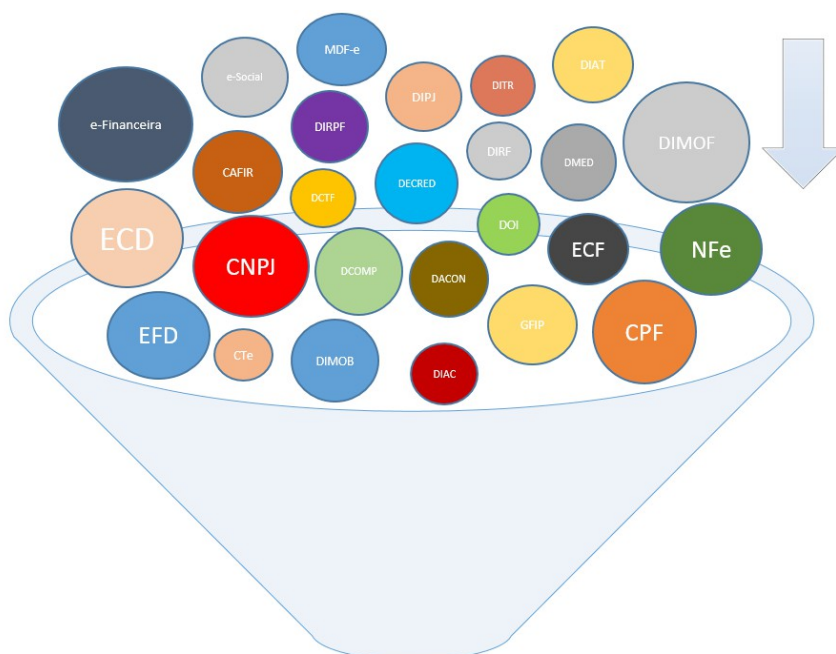 MDF-e
e-Social
DIAT
DIPJ
DITR
e-Financeira
DIRPF
DIMOF
DIRF
DMED
CAFIR
DECRED
DCTF
DOI
ECD
ECF
NFe
CNPJ
DCOMP
DACON
GFIP
CPF
EFD
CTe
DIMOB
DIAC